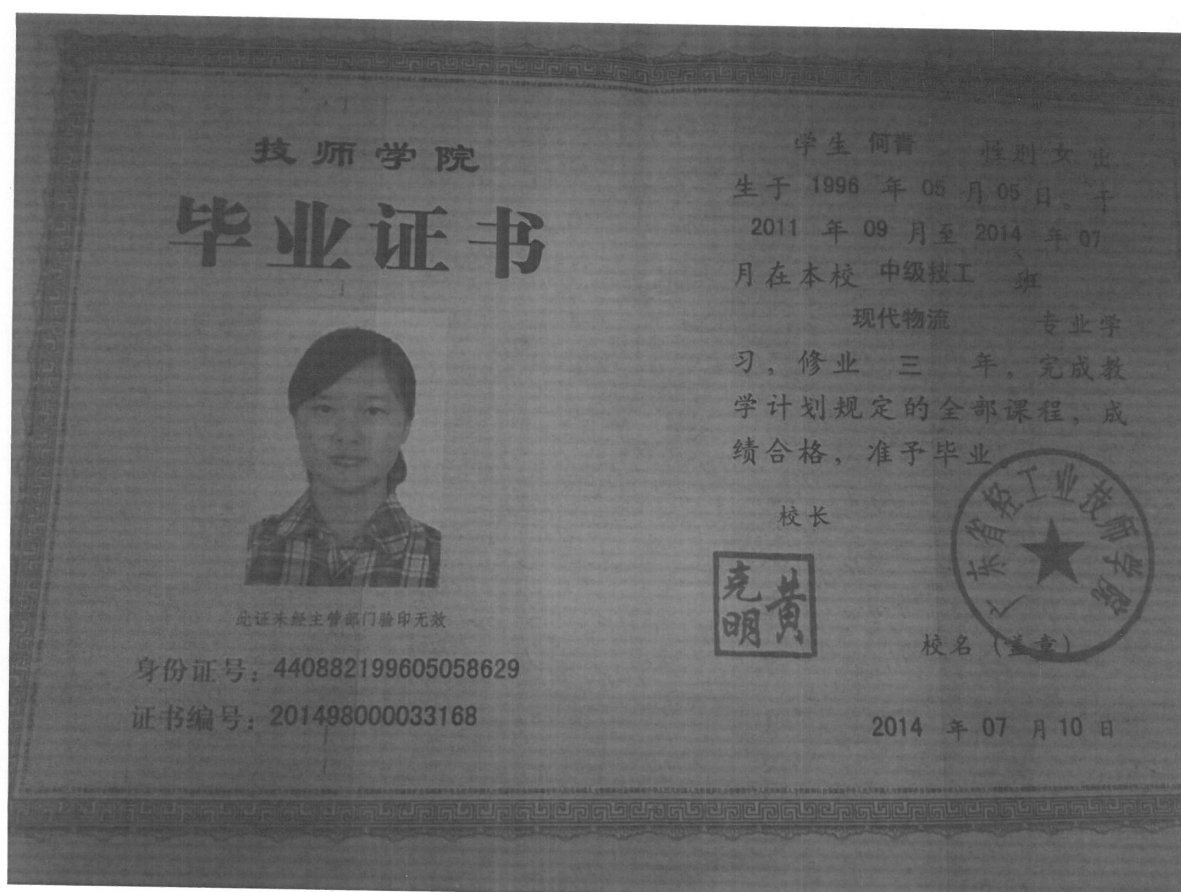 技师学院
毕业证书
此证未经主管部门验印无效
身份证号：440882199605058629
证书编号：201498000033168
学生 何肯 性别 女 出
生于 1996 年 05 月 05 日。于
2011 年 09 月至 2014 年 07
月在本校 中级技工 班
现代物流 专业学
习，修业 三 年，完成教
学计划规定的全部课程，成
绩合格，准予毕业
校长
黄克明
广东省轻工业技师学院
校名（盖章）
2014 年 07 月 10 日